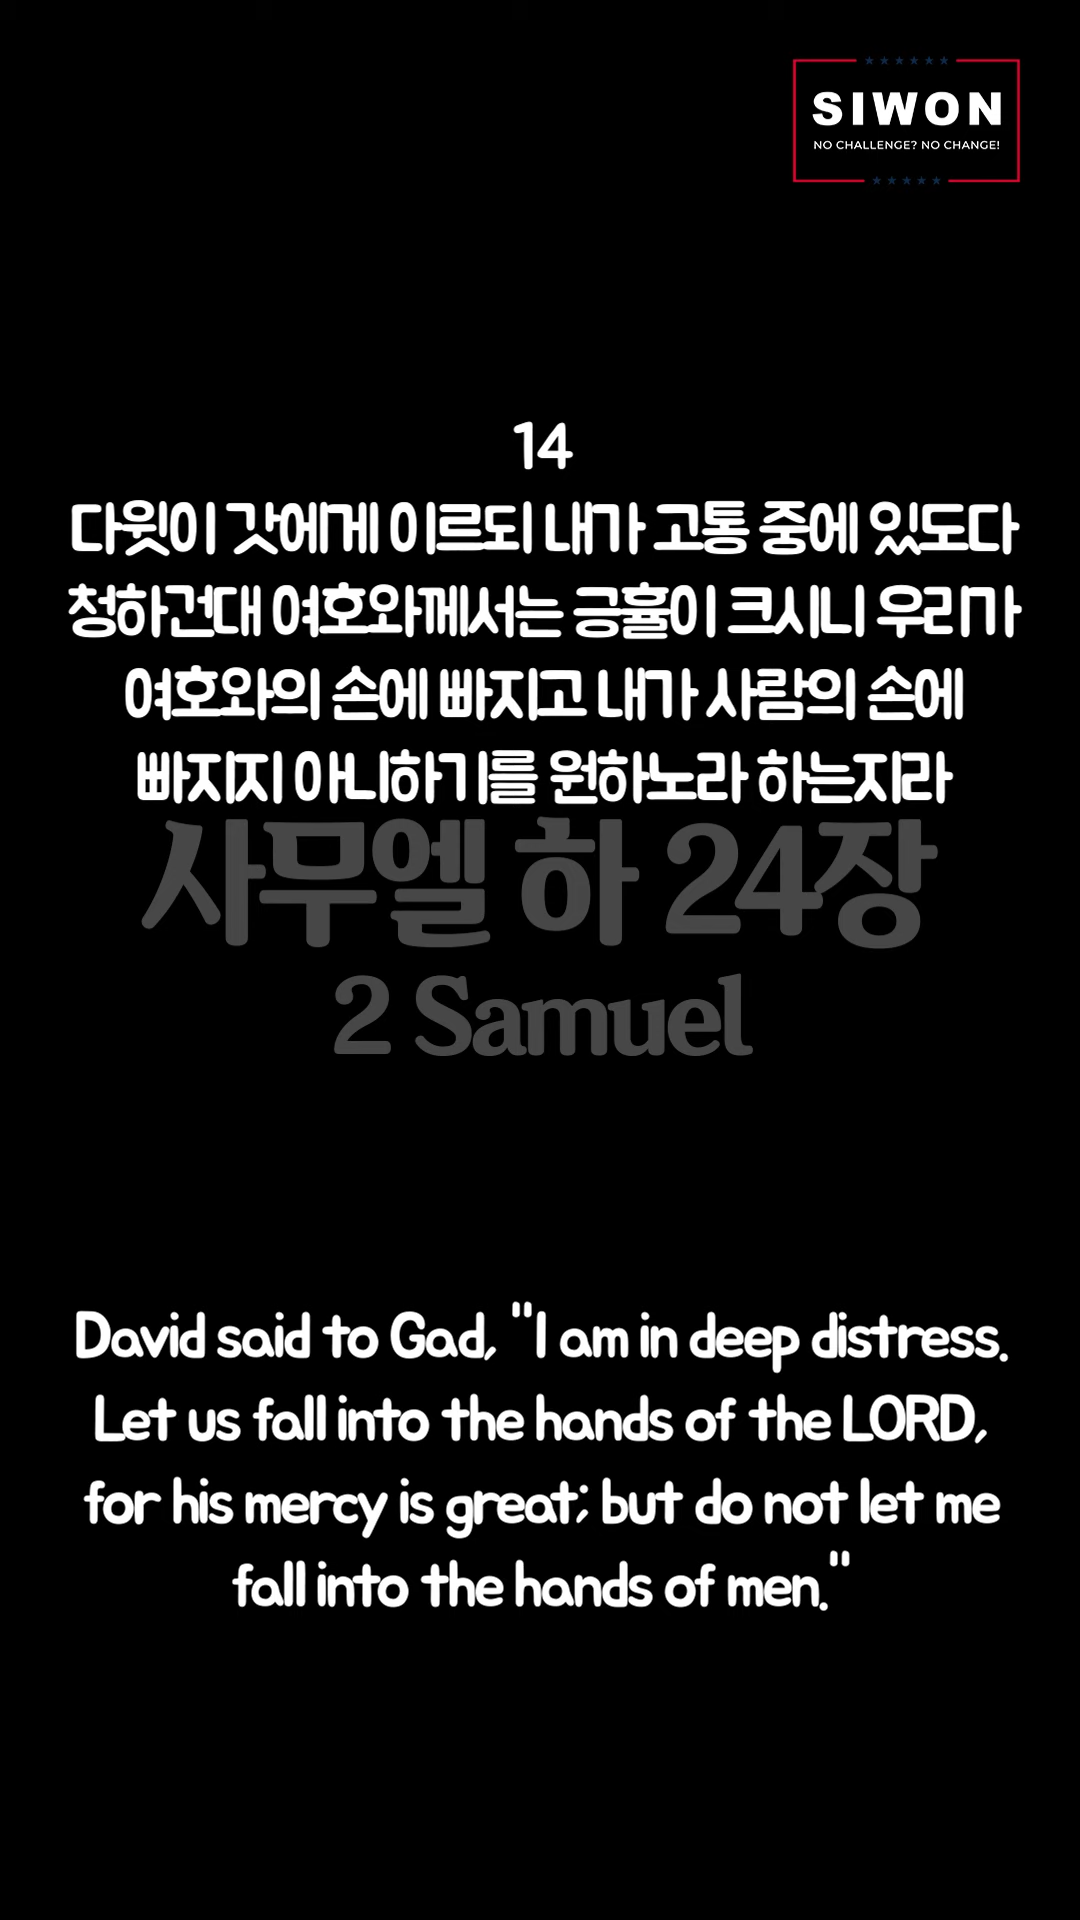 SIWON
NO CHALLENGE? NO CHANGE!
14
다윗이 갓에게 이르되 내가 고통 중에 있도다
청하건대 여호와께서는 긍휼이 크시니 우리가
여호와의 손에 빠지고 내가 사람의 손에
빠지지 아니하기를 원하노라 하는지라
사무엘 하 24장
2 Samuel
David said to Gad, "I am in deep distress.
Let us fall into the hands of the LORD,
for his mercy is great; but do not let me
fall into the hands of men."